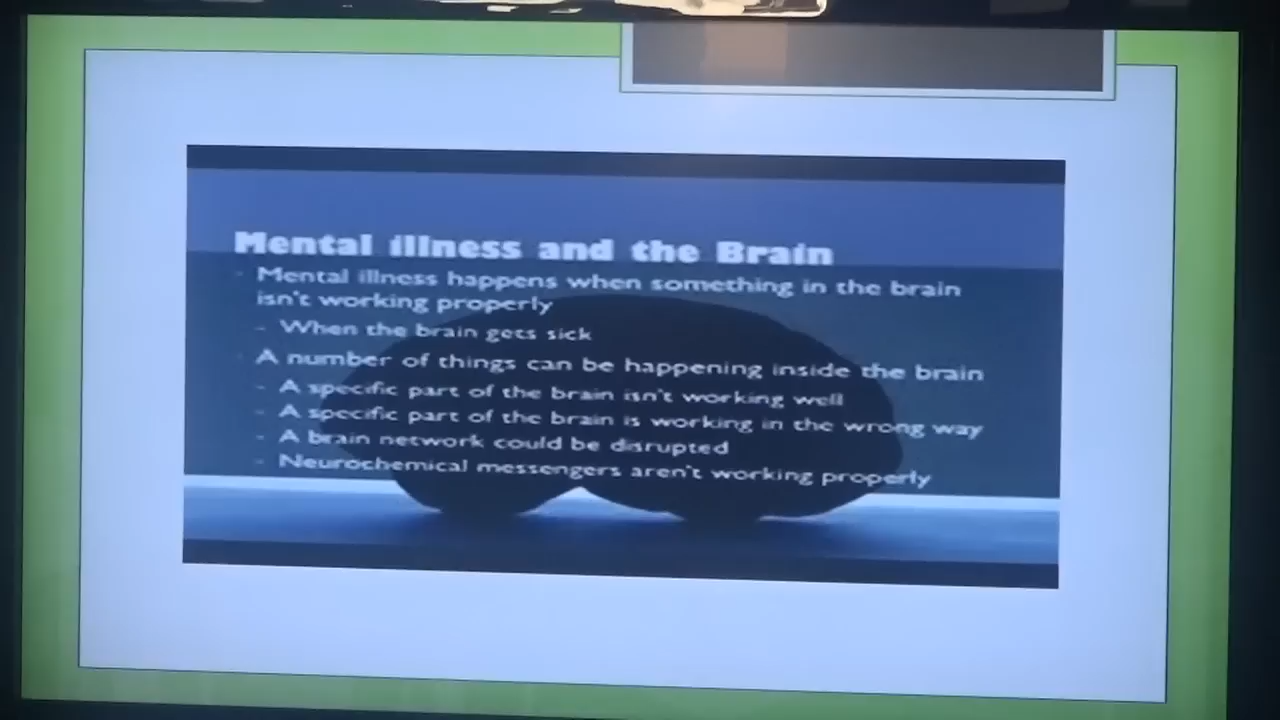 Mental illness and the Brain
Mental illness happens when something in the brain
isn't working properly
- When the brain gets sick
A number of things can be happening inside the brain
- A specific part of the brain isn't working well
- A specific part of the brain is working in the wrong way
- A brain network could be disrupted
- Neurochemical messengers aren't working properly